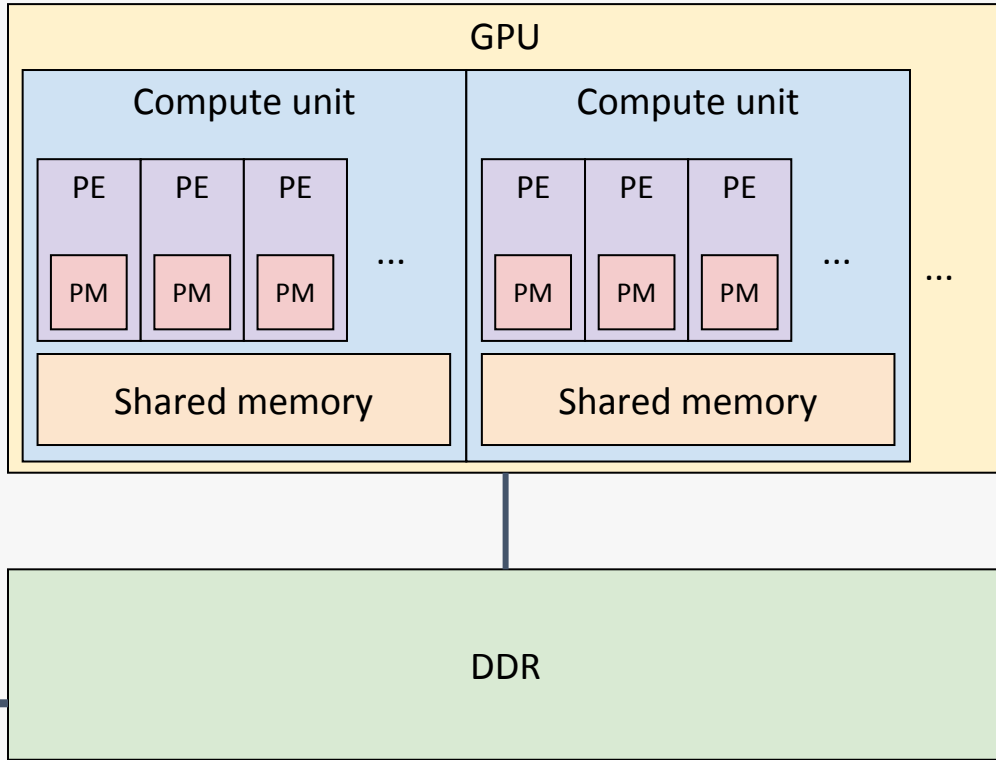 GPU
Compute unit
Compute unit
PE PE PE
PE PE PE
...
...
...
PM PM PM
PM PM PM
Shared memory
Shared memory
DDR